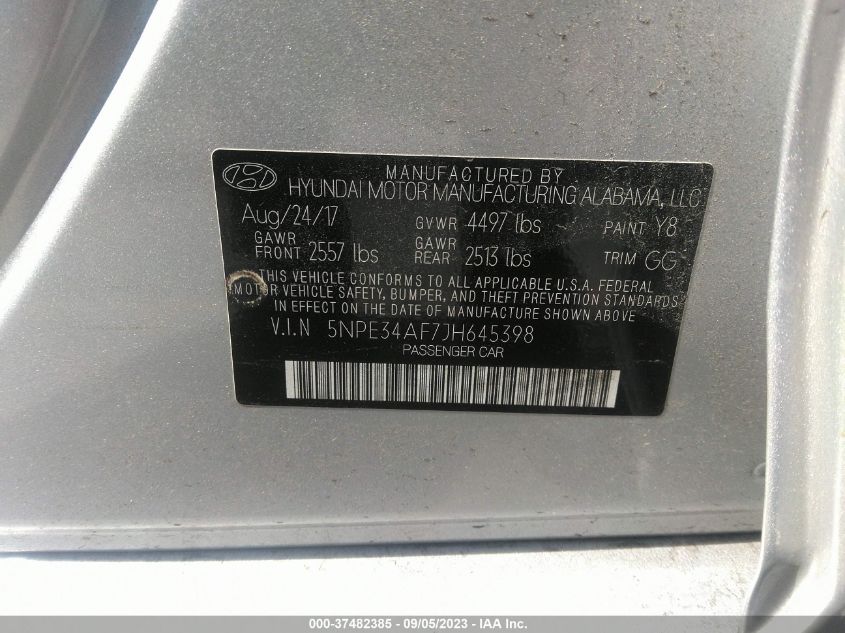 MANUFACTURED BY
HYUNDAI MOTOR MANUFACTURING ALABAMA, LLC
Aug/24/17 GVWR 4497 lbs PAINT Y8
GAWR FRONT 2557 lbs GAWR REAR 2513 lbs TRIM GG
THIS VEHICLE CONFORMS TO ALL APPLICABLE U.S.A. FEDERAL
MOTOR VEHICLE SAFETY, BUMPER, AND THEFT PREVENTION STANDARDS
IN EFFECT ON THE DATE OF MANUFACTURE SHOWN ABOVE
V.I.N 5NPE34AF7JH645398
PASSENGER CAR
000-37482385 - 09/05/2023 - IAA Inc.